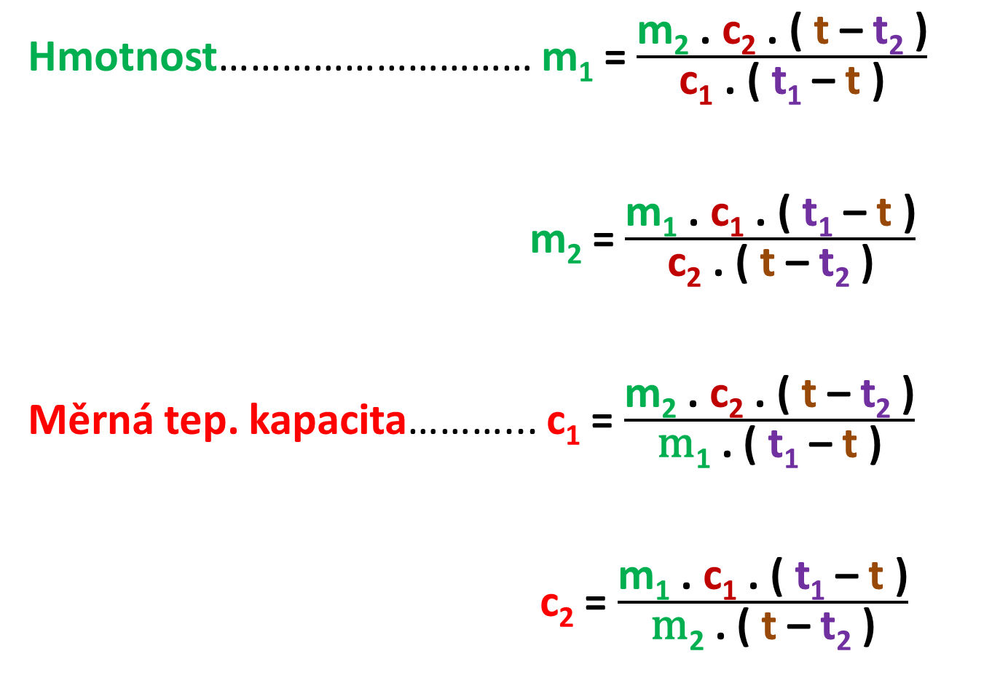 Hmotnost………………………… m₁ = m₂ . c₂ . ( t – t₂ )
c₁ . ( t₁ – t )
m₂ = m₁ . c₁ . ( t₁ – t )
c₂ . ( t – t₂ )
Měrná tep. kapacita………… c₁ = m₂ . c₂ . ( t – t₂ )
m₁ . ( t₁ – t )
c₂ = m₁ . c₁ . ( t₁ – t )
m₂ . ( t – t₂ )